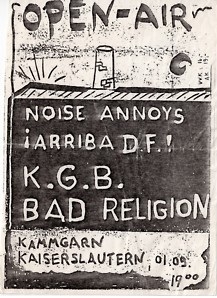 OPEN-AIR
NOISE ANNOYS
¡ARRIBA D.F.!
K.G.B.
BAD RELIGION
KAMMGARN
KAISERSLAUTERN 01.09.
19⁰⁰